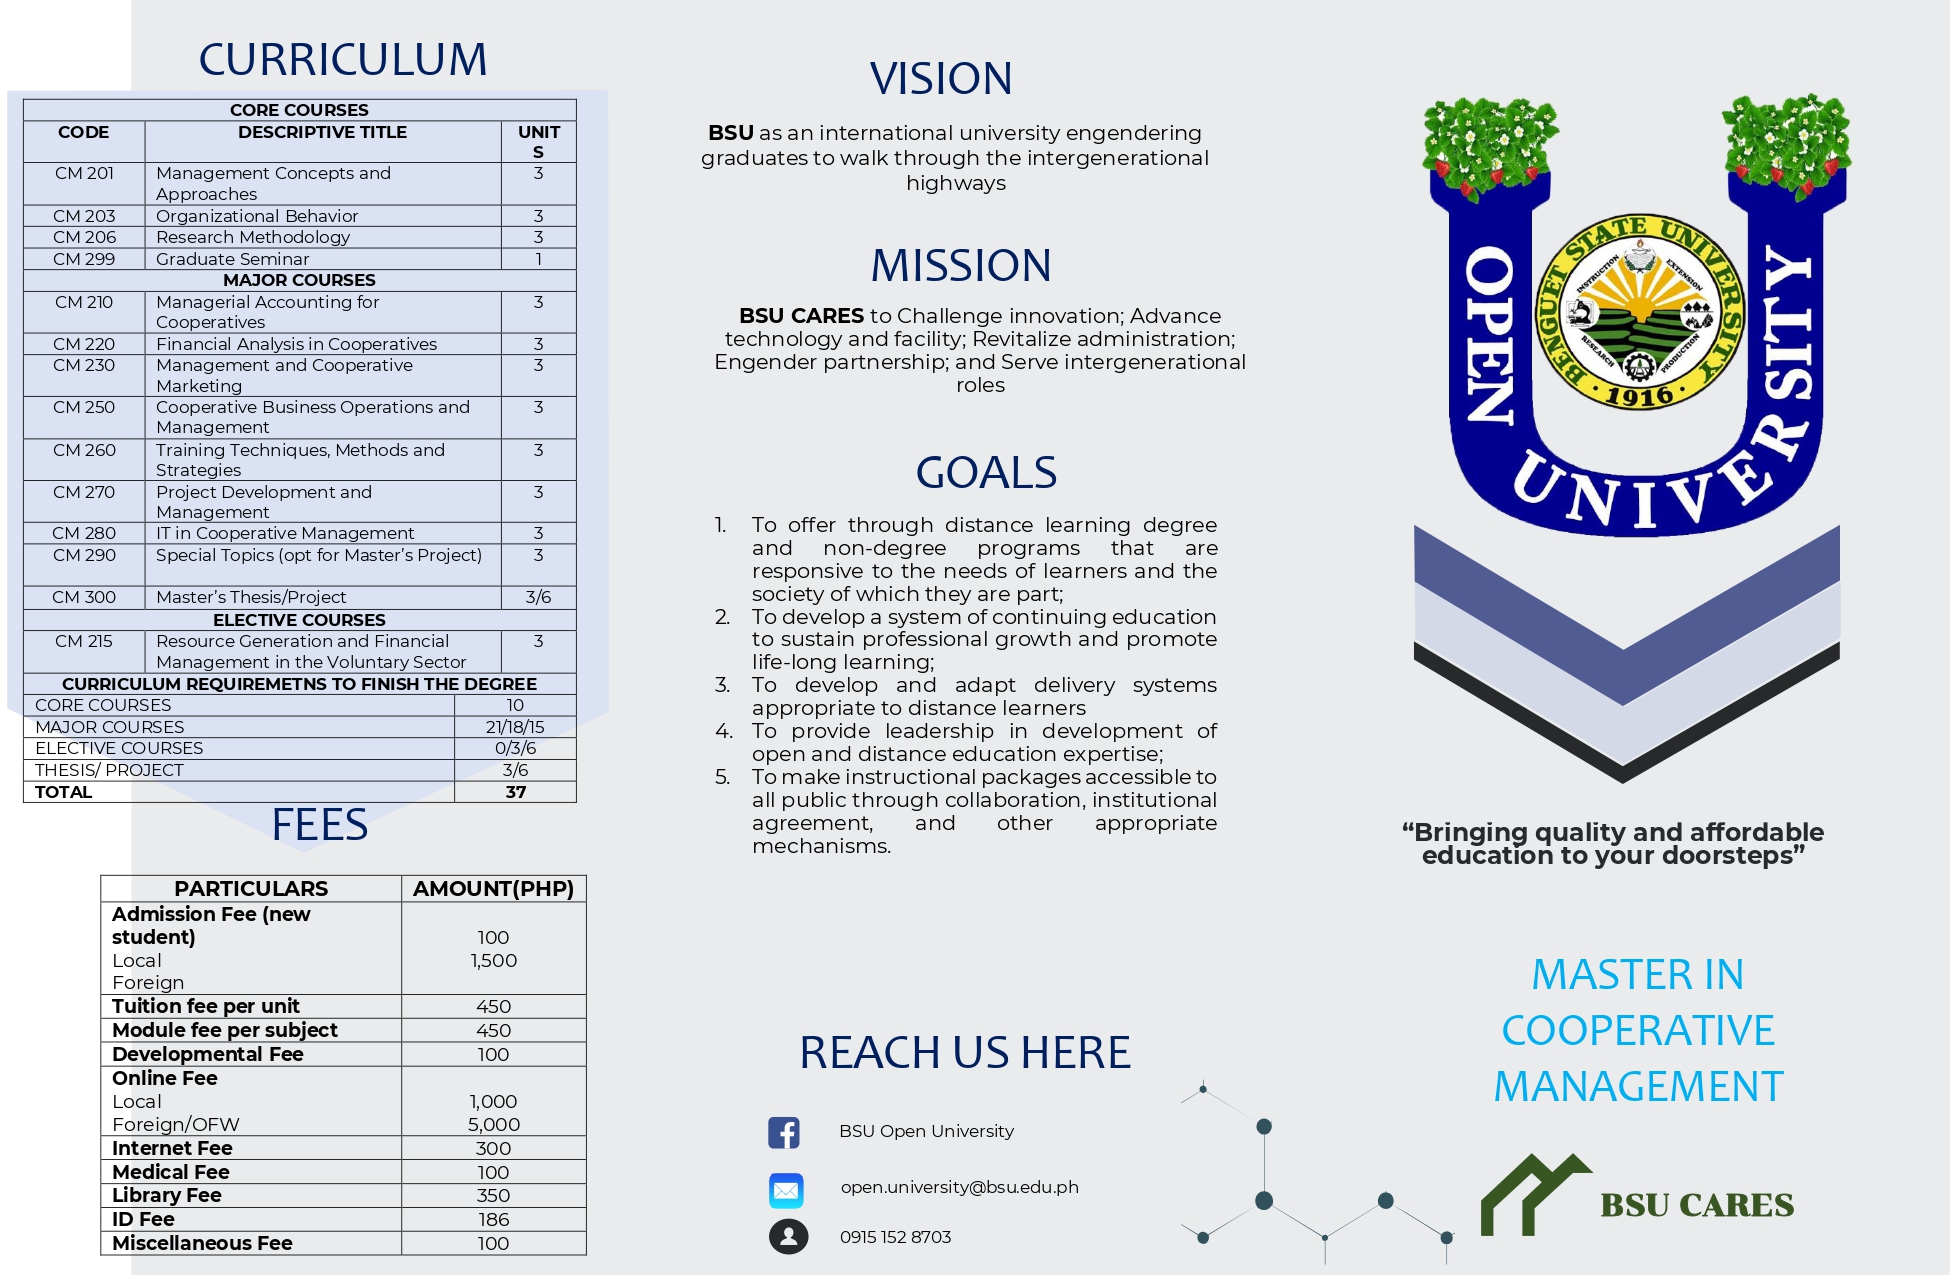 CURRICULUM
CORE COURSES
CODE DESCRIPTIVE TITLE UNIT
S
CM 201 Management Concepts and 3
Approaches
CM 203 Organizational Behavior 3
CM 206 Research Methodology 3
CM 299 Graduate Seminar 1
MAJOR COURSES
CM 210 Managerial Accounting for 3
Cooperatives
CM 220 Financial Analysis in Cooperatives 3
CM 230 Management and Cooperative 3
Marketing
CM 250 Cooperative Business Operations and 3
Management
CM 260 Training Techniques, Methods and 3
Strategies
CM 270 Project Development and 3
Management
CM 280 IT in Cooperative Management 3
CM 290 Special Topics (opt for Master’s Project) 3
CM 300 Master’s Thesis/Project 3/6
ELECTIVE COURSES
CM 215 Resource Generation and Financial 3
Management in the Voluntary Sector
CURRICULUM REQUIREMETNS TO FINISH THE DEGREE
CORE COURSES 10
MAJOR COURSES 21/18/15
ELECTIVE COURSES 0/3/6
THESIS/ PROJECT 3/6
TOTAL 37
FEES
PARTICULARS AMOUNT(PHP)
Admission Fee (new
student) 100
Local 1,500
Foreign
Tuition fee per unit 450
Module fee per subject 450
Developmental Fee 100
Online Fee
Local 1,000
Foreign/OFW 5,000
Internet Fee 300
Medical Fee 100
Library Fee 350
ID Fee 186
Miscellaneous Fee 100
VISION
BSU as an international university engendering
graduates to walk through the intergenerational
highways
MISSION
BSU CARES to Challenge innovation; Advance
technology and facility; Revitalize administration;
Engender partnership; and Serve intergenerational
roles
GOALS
1. To offer through distance learning degree
and non-degree programs that are
responsive to the needs of learners and the
society of which they are part;
2. To develop a system of continuing education
to sustain professional growth and promote
life-long learning;
3. To develop and adapt delivery systems
appropriate to distance learners
4. To provide leadership in development of
open and distance education expertise;
5. To make instructional packages accessible to
all public through collaboration, institutional
agreement, and other appropriate
mechanisms.
REACH US HERE
BSU Open University
open.university@bsu.edu.ph
0915 152 8703
OPEN UNIVERSITY
BENGUET STATE UNIVERSITY
INSTRUCTION
EXTENSION
RESEARCH
PRODUCTION
· 1916 ·
“Bringing quality and affordable
education to your doorsteps”
MASTER IN
COOPERATIVE
MANAGEMENT
BSU CARES